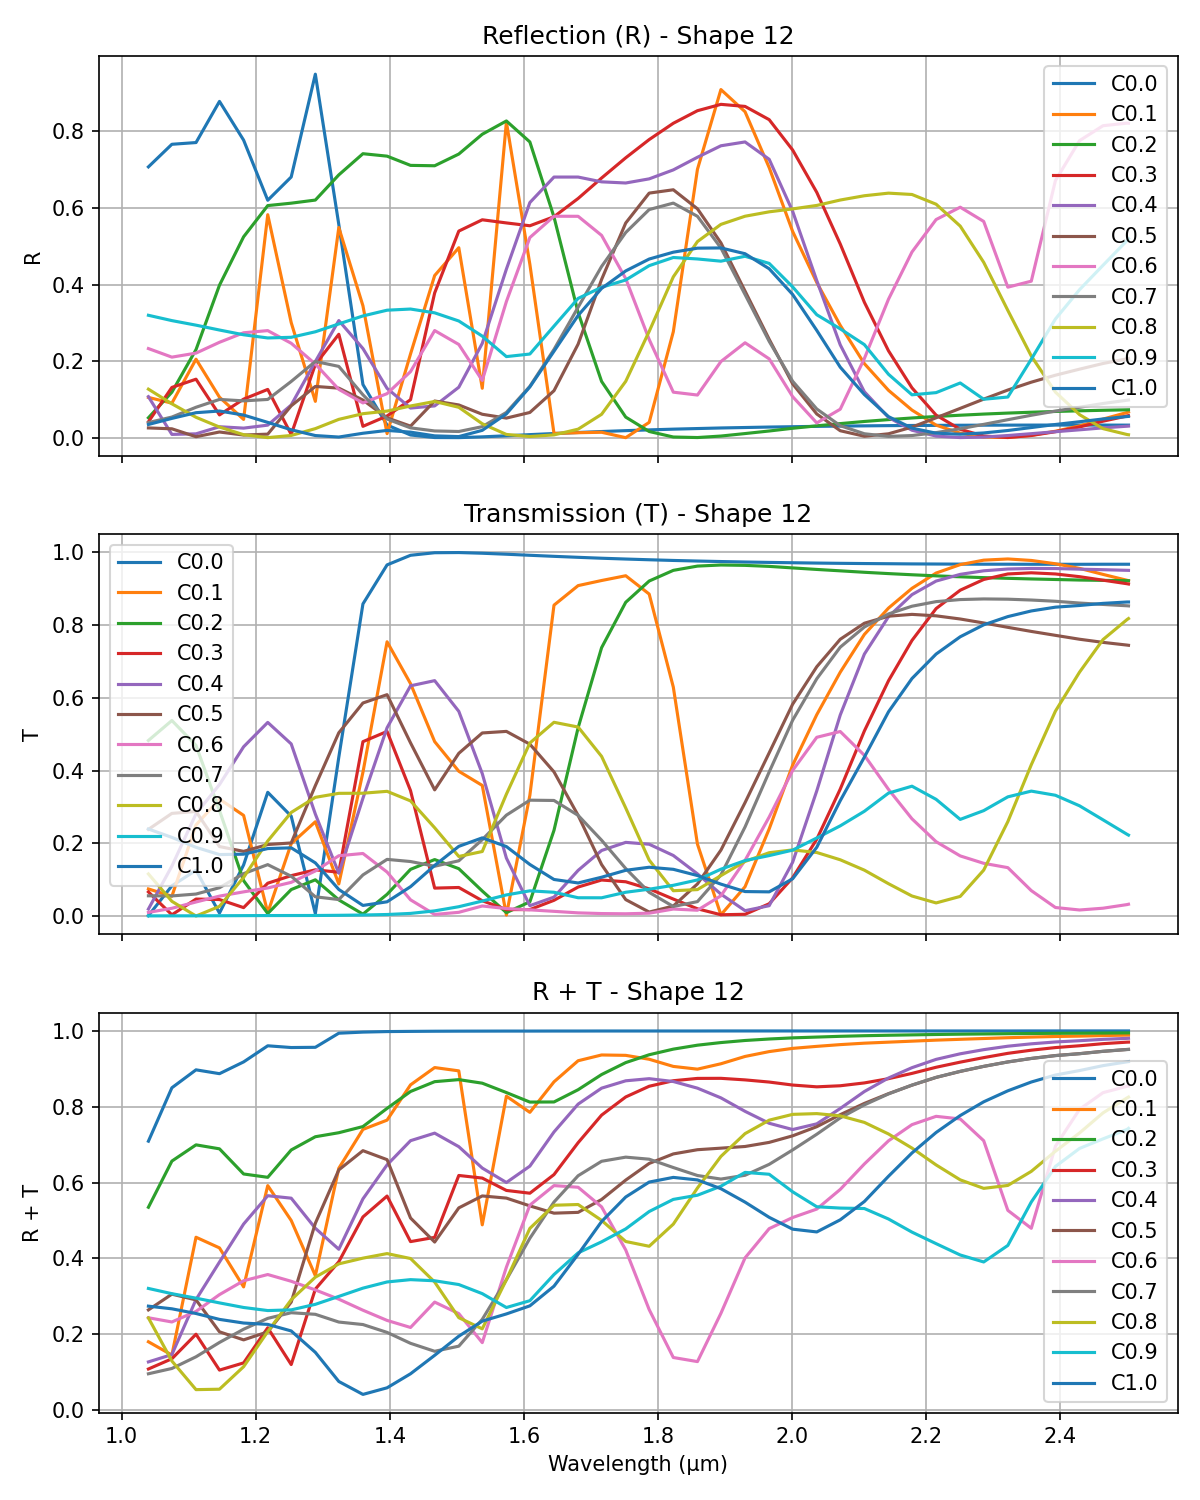 Reflection (R) - Shape 12
0.8
0.6
0.4
0.2
0.0
R
C0.0
C0.1
C0.2
C0.3
C0.4
C0.5
C0.6
C0.7
C0.8
C0.9
C1.0
Transmission (T) - Shape 12
1.0
0.8
0.6
0.4
0.2
0.0
T
C0.0
C0.1
C0.2
C0.3
C0.4
C0.5
C0.6
C0.7
C0.8
C0.9
C1.0
R + T - Shape 12
1.0
0.8
0.6
0.4
0.2
0.0
R + T
C0.0
C0.1
C0.2
C0.3
C0.4
C0.5
C0.6
C0.7
C0.8
C0.9
C1.0
1.0 1.2 1.4 1.6 1.8 2.0 2.2 2.4
Wavelength (μm)